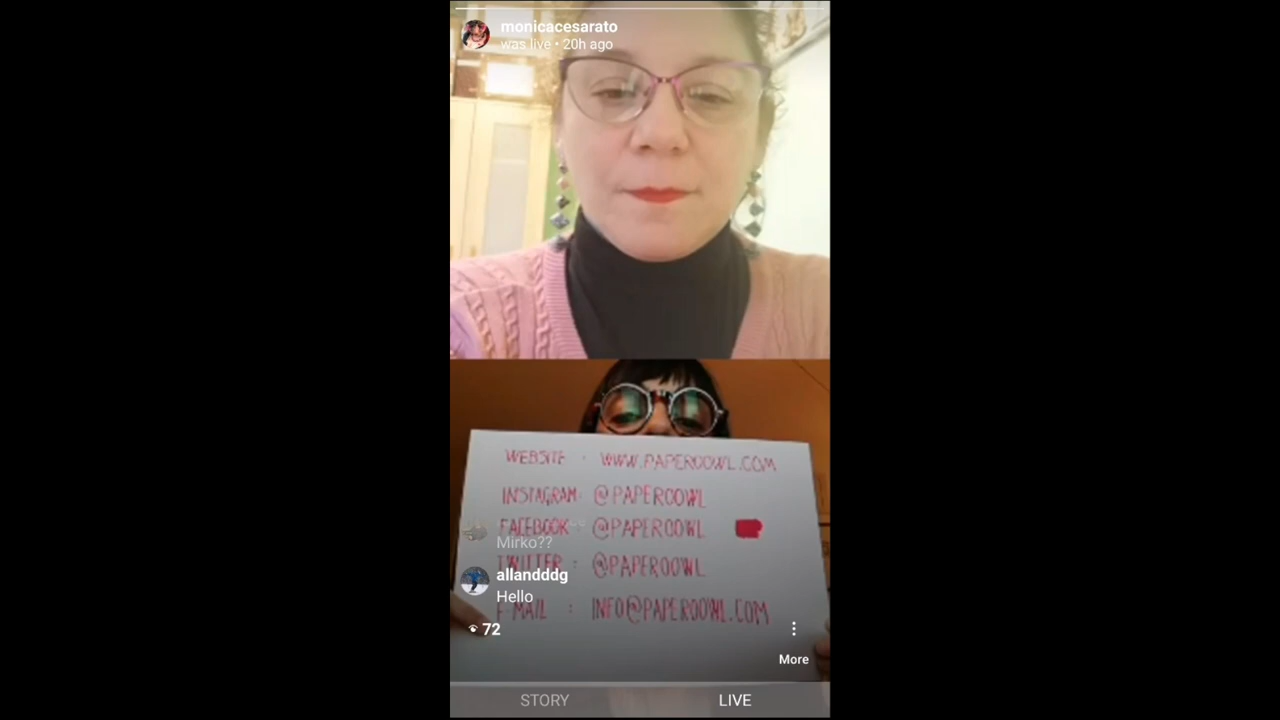 monicacesarato
was live • 20h ago
WEBSITE : WWW.PAPEROOWL.COM
INSTAGRAM: @PAPEROOWL
FACEBOOK : @PAPEROOWL
Mirko??
TWITTER : @PAPEROOWL
allandddg
Hello
E-MAIL : INFO@PAPEROOWL.COM
72
More
STORY
LIVE